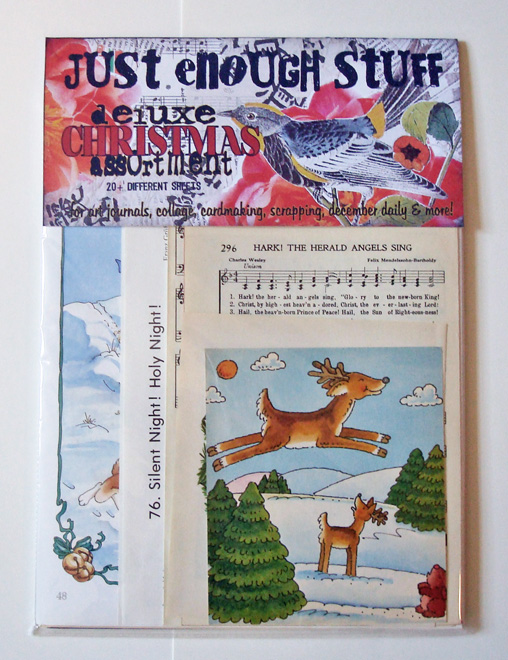 JUST enOUGH STUFF
deluxe
CHRISTMAS
assortment
20+ DIFFERENT SHEETS
for art journals, collage, cardmaking, scrapping, december daily & more!
296 HARK! THE HERALD ANGELS SING
Charles Wesley Felix Mendelssohn-Bartholdy
Unison
1. Hark! the her - ald an - gels sing, "Glo - ry to the new-born King!
2. Christ, by high - est heav'n a - dored, Christ, the ev - er - last - ing Lord!
3. Hail, the heav'n-born Prince of Peace! Hail, the Sun of Right-eous-ness!
76. Silent Night! Holy Night!
48